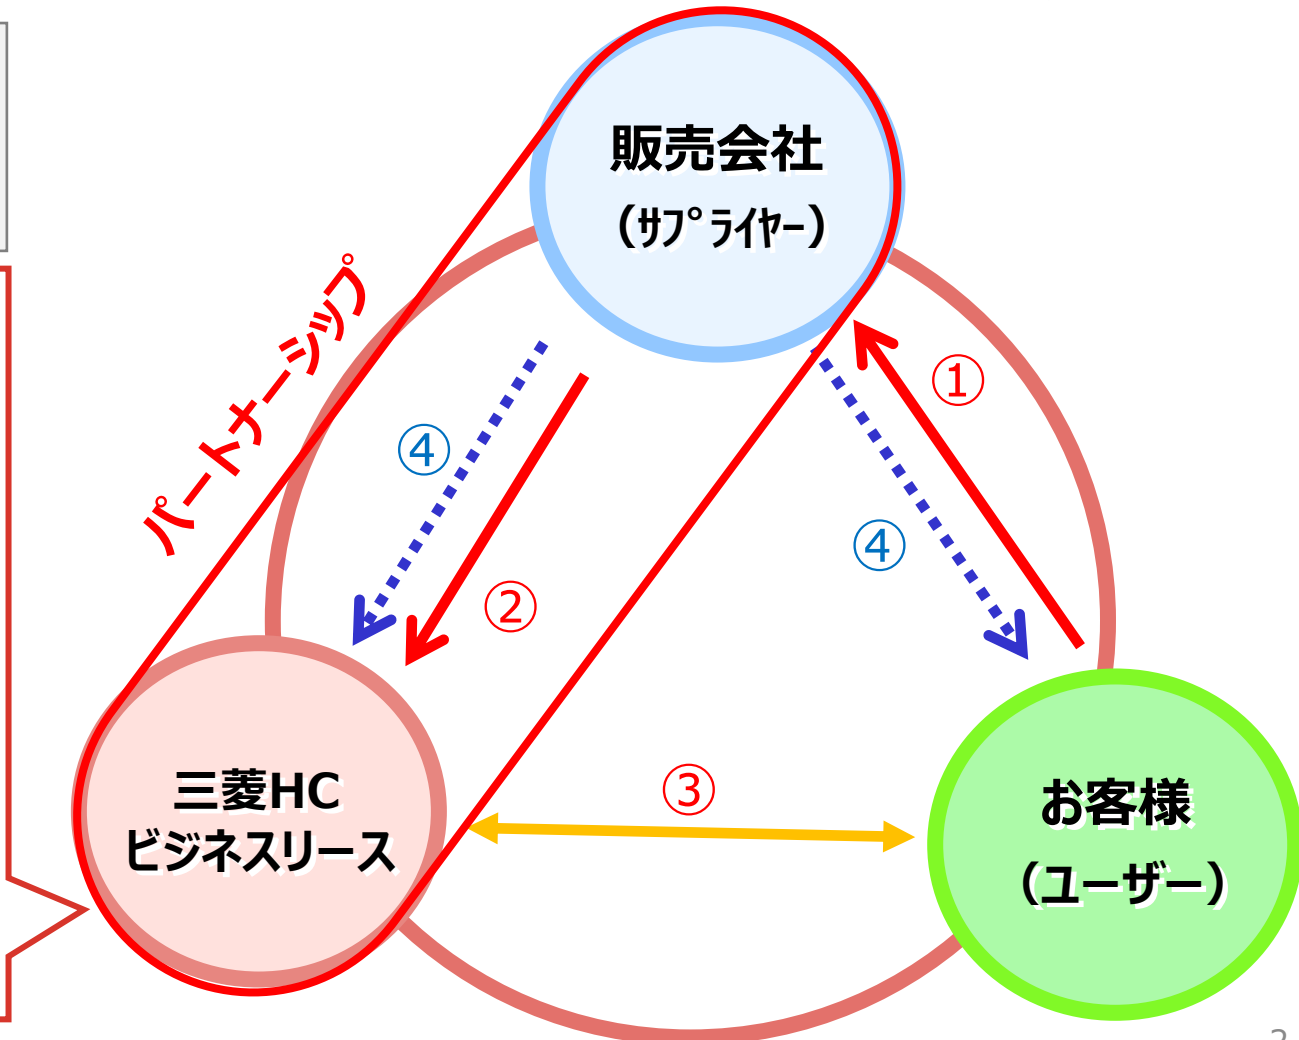 販売会社
（ｻﾌﾟﾗｲﾔｰ）
パートナーシップ
①
④
②
④
③
三菱HC
ビジネスリース
お客様
（ユーザー）